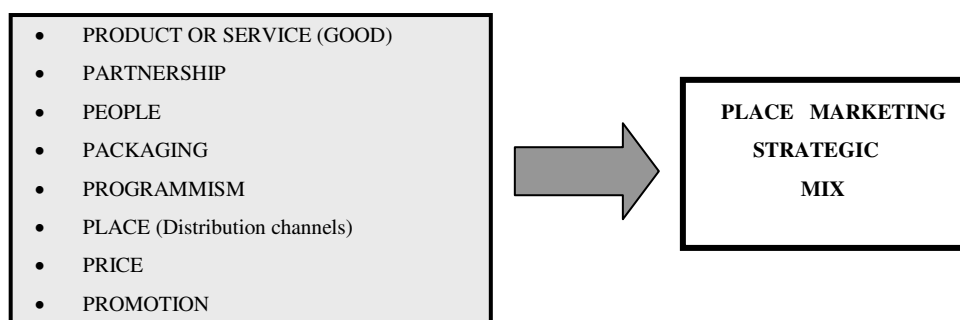 • PRODUCT OR SERVICE (GOOD)
• PARTNERSHIP
• PEOPLE
• PACKAGING
• PROGRAMMISM
• PLACE (Distribution channels)
• PRICE
• PROMOTION
PLACE MARKETING
STRATEGIC
MIX